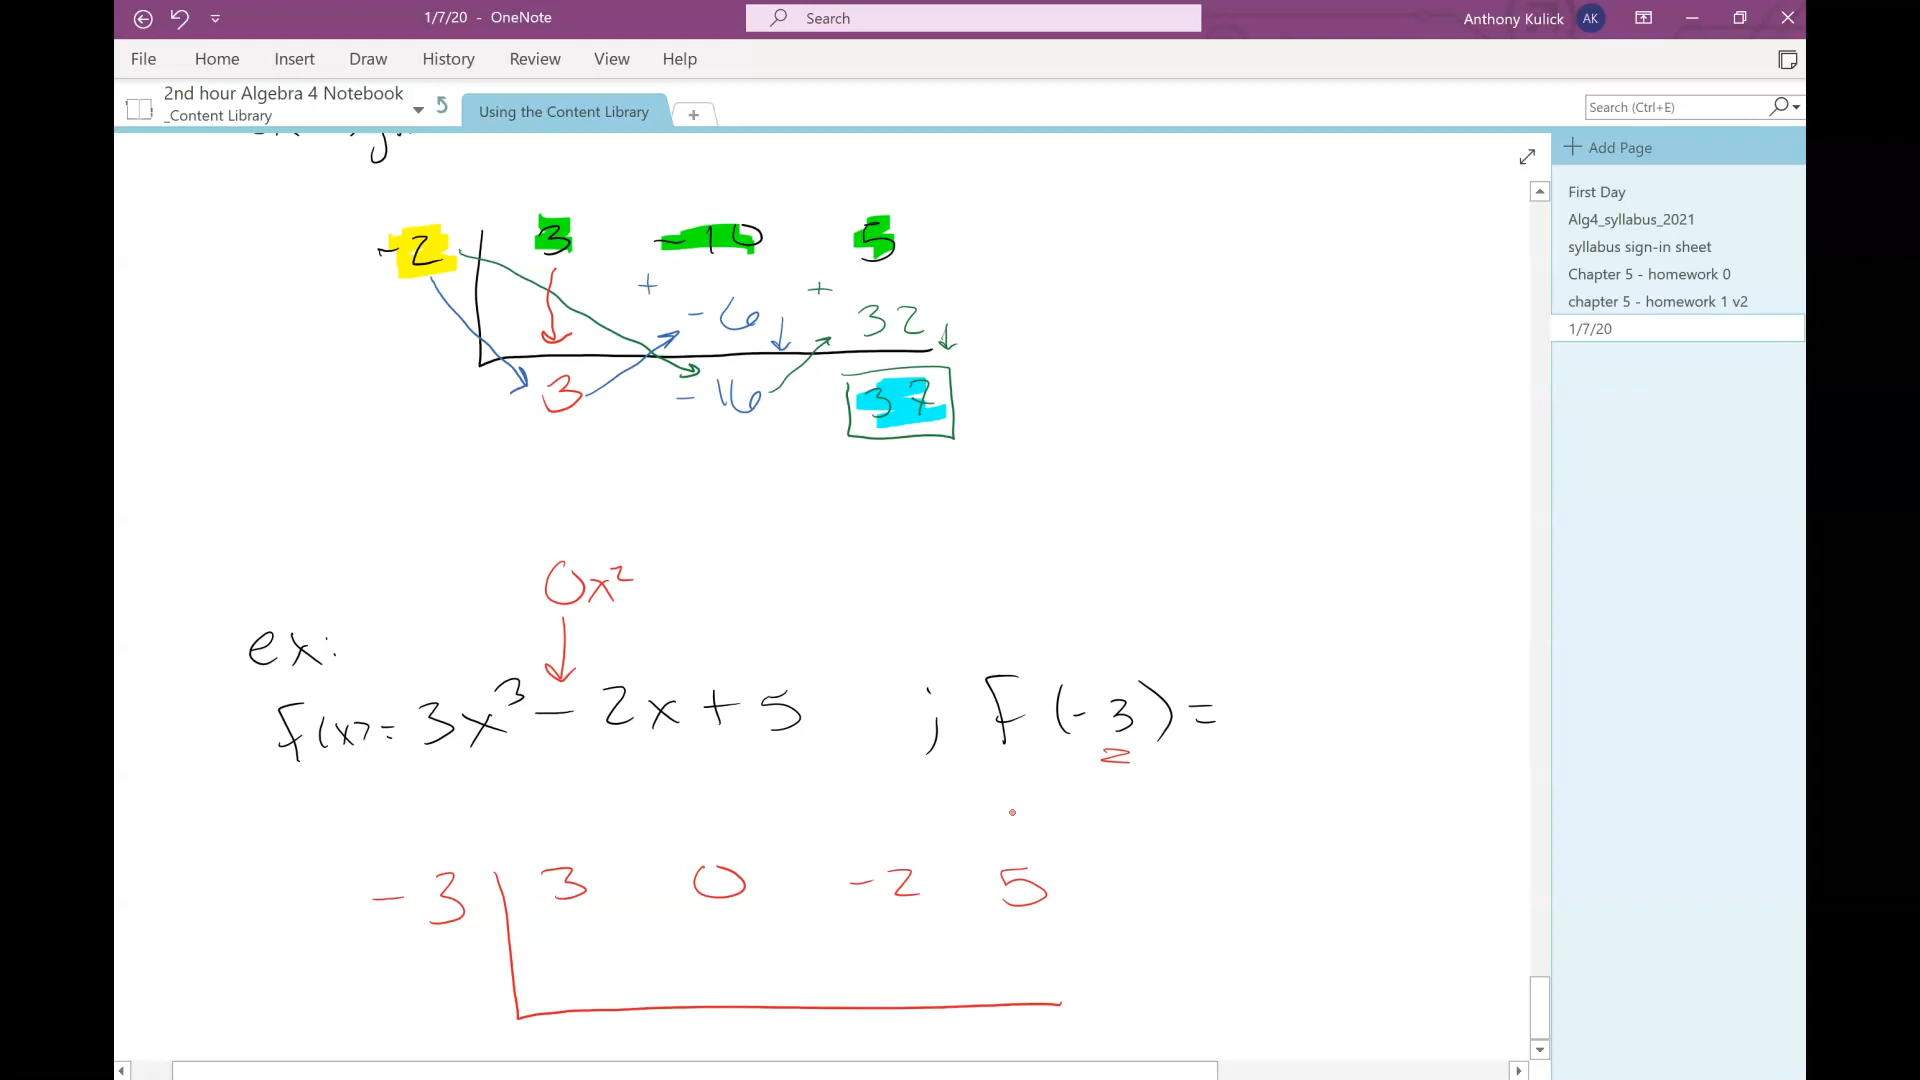 1/7/20 - OneNote
Search
Anthony Kulick AK
File Home Insert Draw History Review View Help
2nd hour Algebra 4 Notebook
_Content Library
Using the Content Library
Search (Ctrl+E)
Add Page
First Day
Alg4_syllabus_2021
syllabus sign-in sheet
Chapter 5 - homework 0
chapter 5 - homework 1 v2
1/7/20
-2 3 -10 5
+ +
-6 32
3 -16 37
0x²
ex:
f(x)= 3x³ - 2x + 5 ; f(-3) =
2
-3 3 0 -2 5